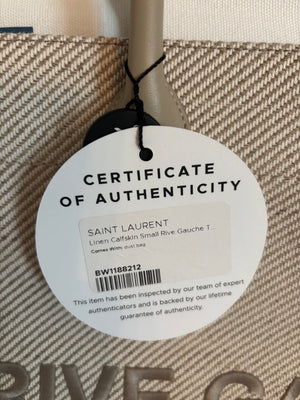 CERTIFICATE
OF AUTHENTICITY
SAINT LAURENT
Linen Calfskin Small Rive Gauche T...
Comes With: dust bag
BW1188212
This item has been inspected by our team of expert
authenticators and is backed by our lifetime
guarantee of authenticity.
RIVE GA